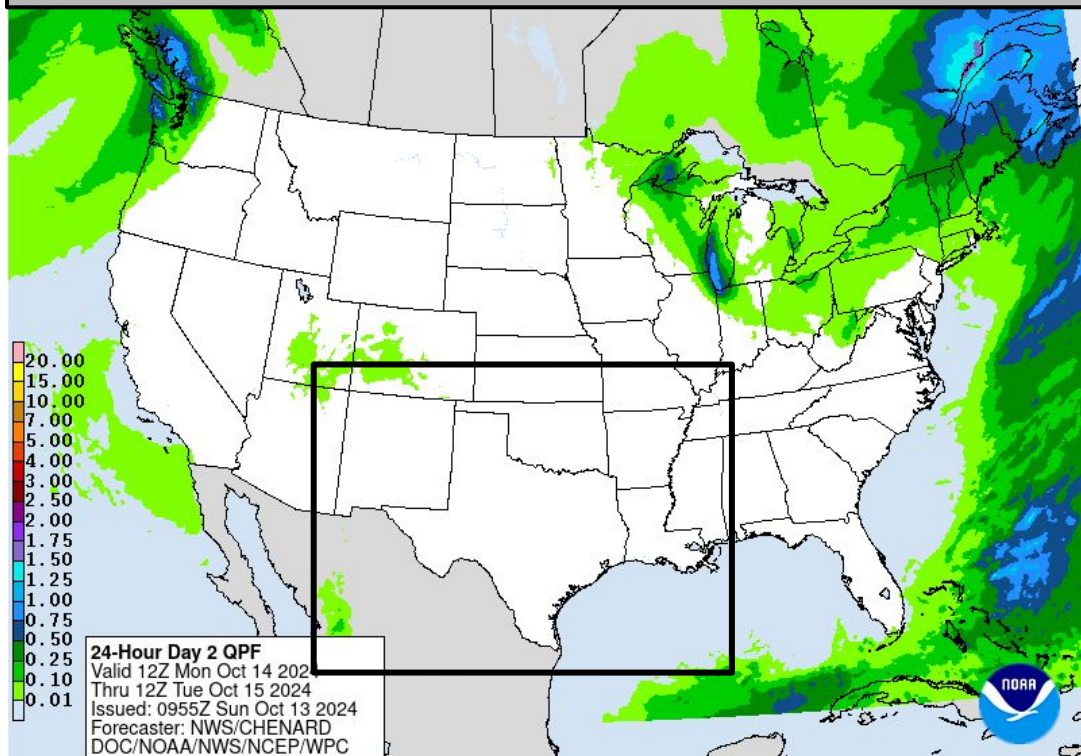 20.00
15.00
10.00
7.00
5.00
4.00
3.00
2.50
2.00
1.75
1.50
1.25
1.00
0.75
0.50
0.25
0.10
0.01
24-Hour Day 2 QPF
Valid 12Z Mon Oct 14 2024
Thru 12Z Tue Oct 15 2024
Issued: 0955Z Sun Oct 13 2024
Forecaster: NWS/CHENARD
DOC/NOAA/NWS/NCEP/WPC
NOAA